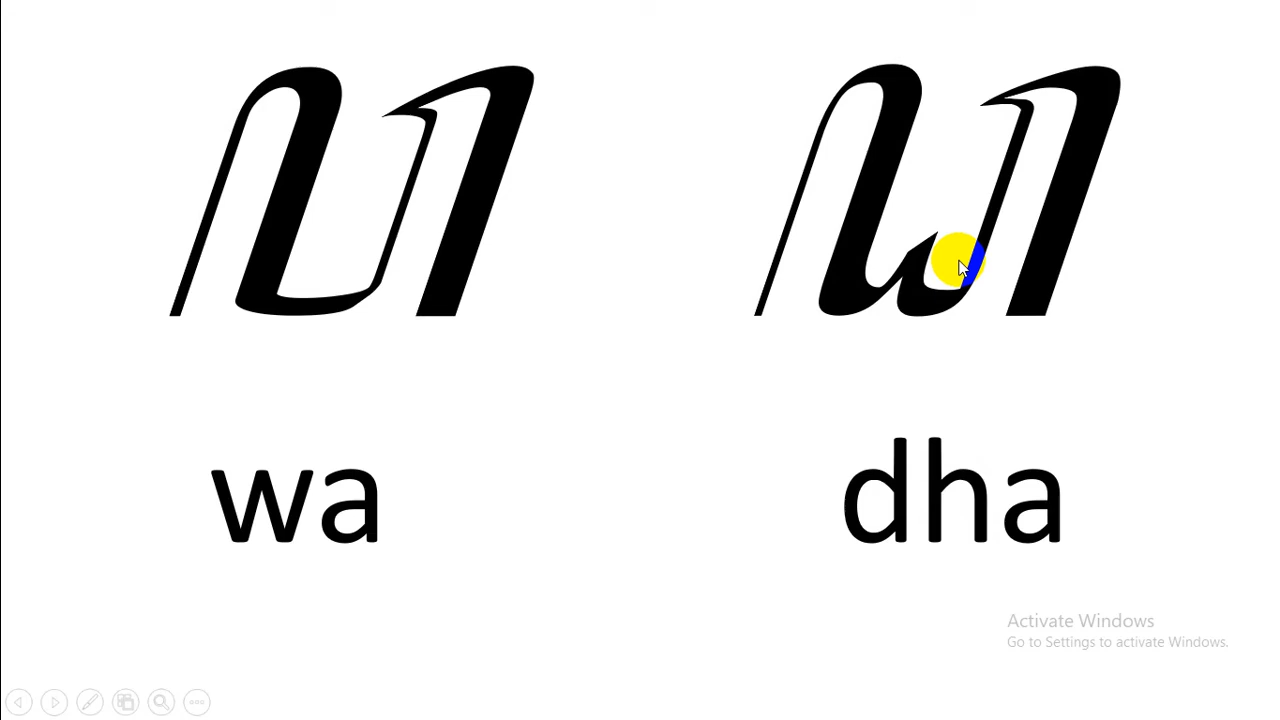 ꦮ ꦝ
wa dha
Activate Windows
Go to Settings to activate Windows.